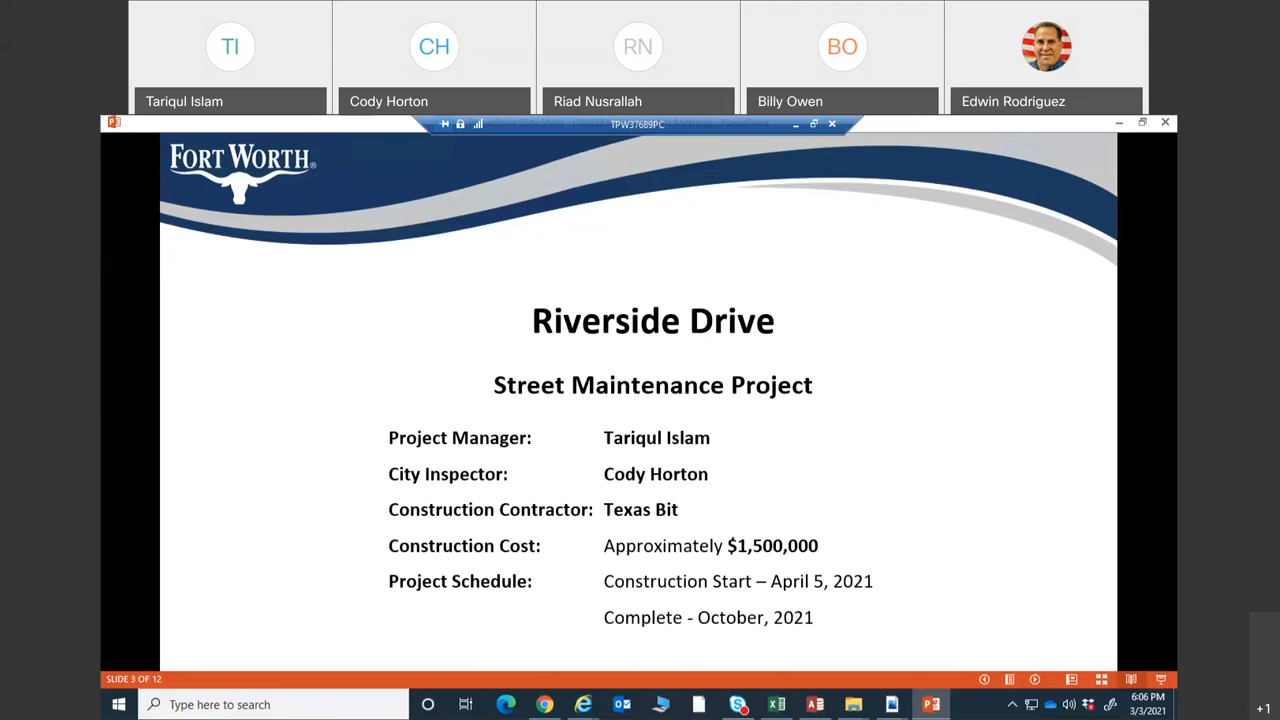 TI
CH
RN
BO
Tariqul Islam
Cody Horton
Riad Nusrallah
Billy Owen
Edwin Rodriguez
TPW37689PC
FORT WORTH®
Riverside Drive
Street Maintenance Project
Project Manager: Tariqul Islam
City Inspector: Cody Horton
Construction Contractor: Texas Bit
Construction Cost: Approximately $1,500,000
Project Schedule: Construction Start – April 5, 2021
Complete - October, 2021
SLIDE 3 OF 12
Type here to search
6:06 PM
3/3/2021
+1